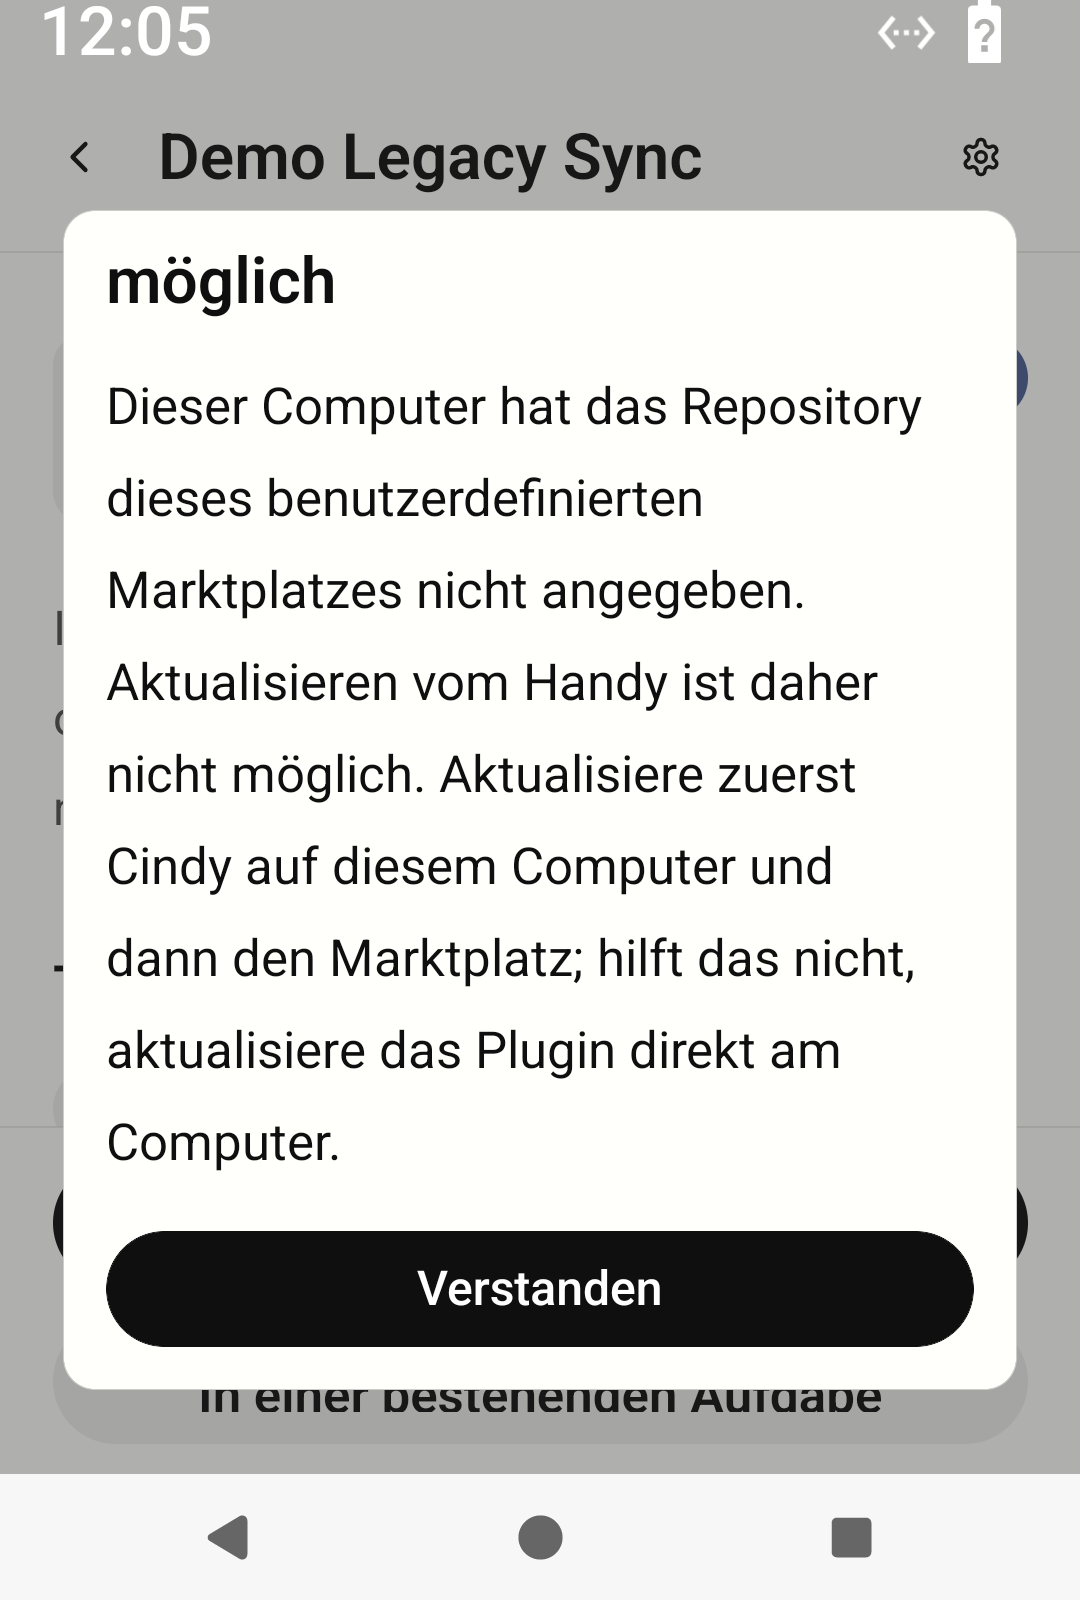 12:05
Demo Legacy Sync
möglich
Dieser Computer hat das Repository
dieses benutzerdefinierten
Marktplatzes nicht angegeben.
Aktualisieren vom Handy ist daher
nicht möglich. Aktualisiere zuerst
Cindy auf diesem Computer und
dann den Marktplatz; hilft das nicht,
aktualisiere das Plugin direkt am
Computer.
Verstanden
In einer bestehenden Aufgabe